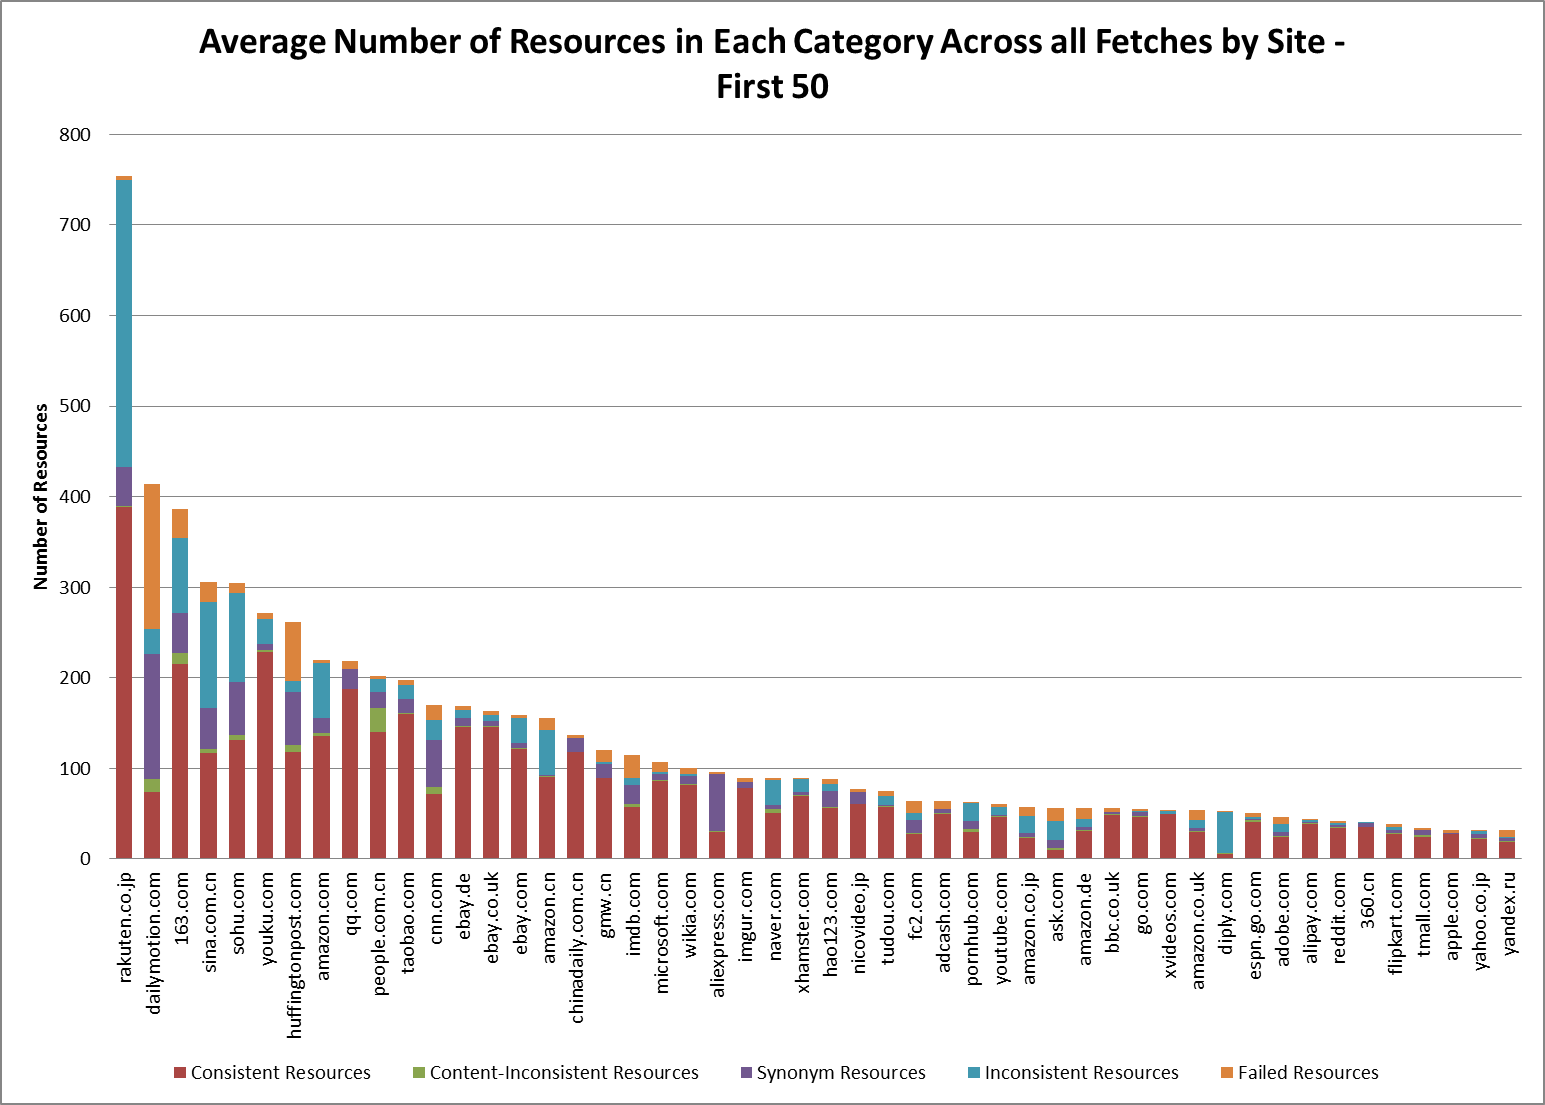 Average Number of Resources in Each Category Across all Fetches by Site -
First 50
Number of Resources
800
700
600
500
400
300
200
100
0
rakuten.co.jp
dailymotion.com
163.com
sina.com.cn
sohu.com
youku.com
huffingtonpost.com
amazon.com
qq.com
people.com.cn
taobao.com
cnn.com
ebay.de
ebay.co.uk
ebay.com
amazon.cn
chinadaily.com.cn
gmw.cn
imdb.com
microsoft.com
wikia.com
aliexpress.com
imgur.com
naver.com
xhamster.com
hao123.com
nicovideo.jp
tudou.com
fc2.com
adcash.com
pornhub.com
youtube.com
amazon.co.jp
ask.com
amazon.de
bbc.co.uk
go.com
xvideos.com
amazon.co.uk
diply.com
espn.go.com
adobe.com
alipay.com
reddit.com
360.cn
flipkart.com
tmall.com
apple.com
yahoo.co.jp
yandex.ru
Consistent Resources
Content-Inconsistent Resources
Synonym Resources
Inconsistent Resources
Failed Resources